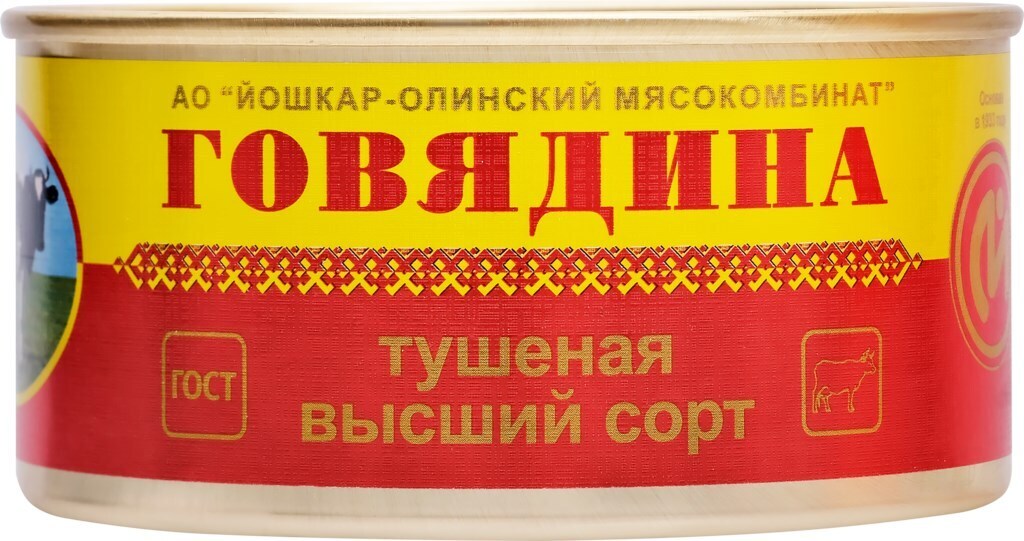 АО "ЙОШКАР-ОЛИНСКИЙ МЯСОКОМБИНАТ"
ГОВЯДИНА
ГОСТ
тушеная
высший сорт